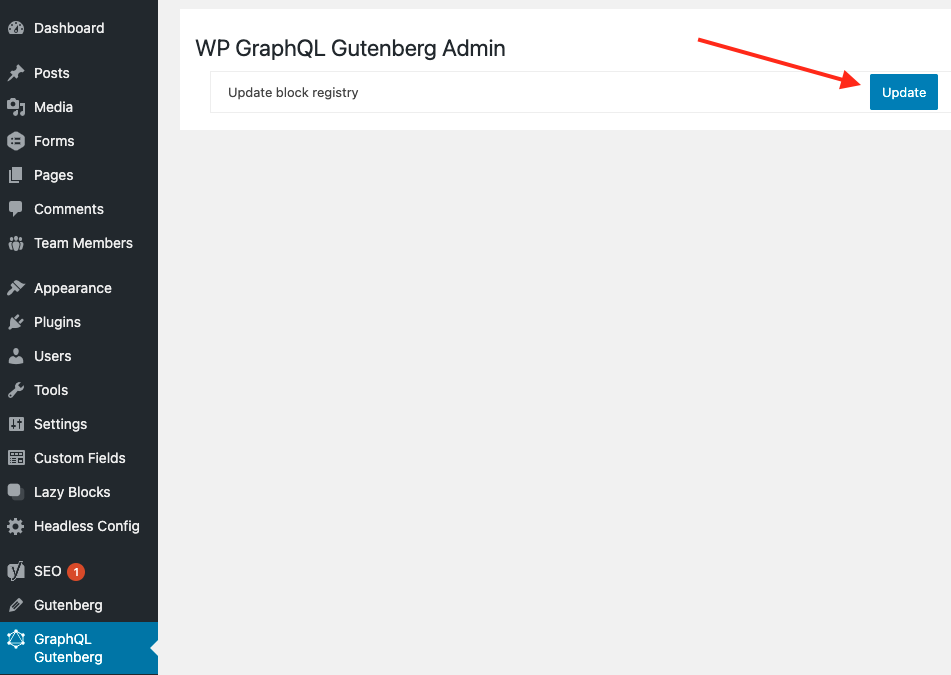 Dashboard
Posts
Media
Forms
Pages
Comments
Team Members
Appearance
Plugins
Users
Tools
Settings
Custom Fields
Lazy Blocks
Headless Config
SEO 1
Gutenberg
GraphQL
Gutenberg
WP GraphQL Gutenberg Admin
Update block registry
Update